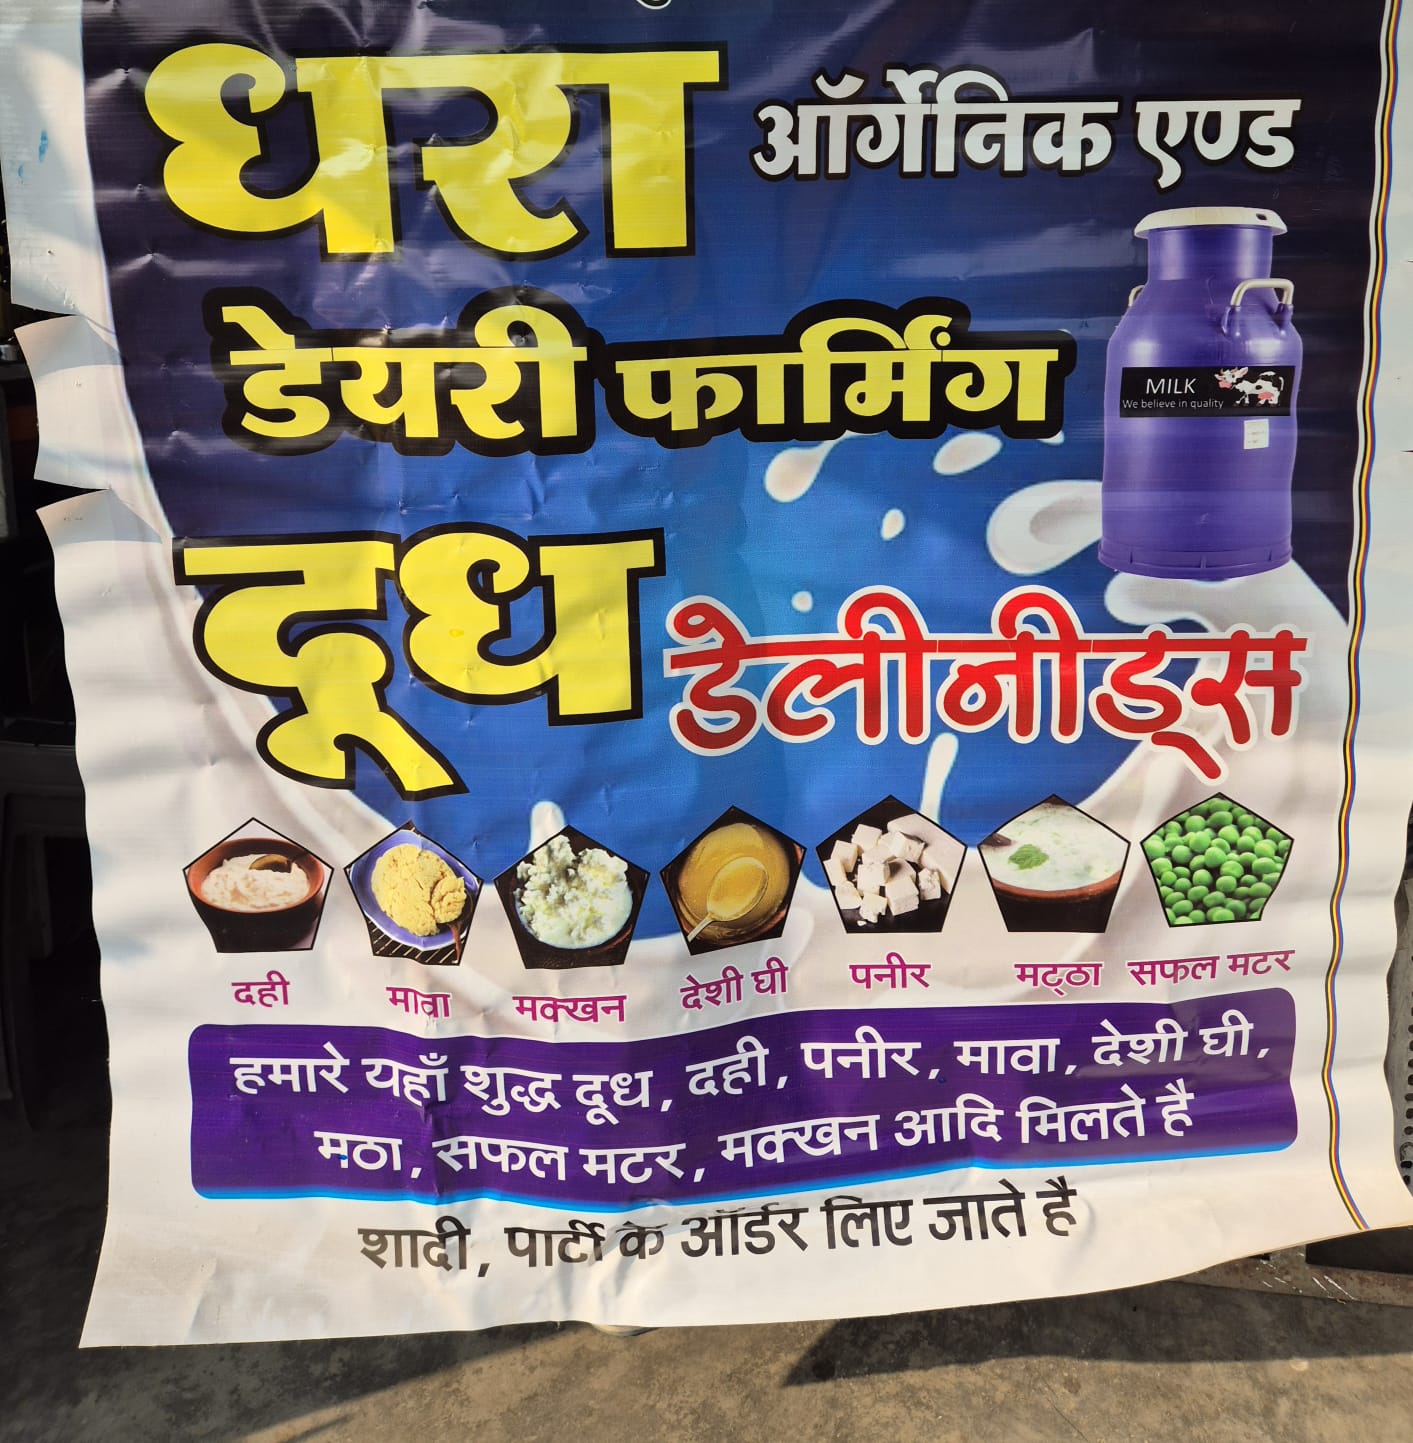 धरा ऑर्गेनिक एण्ड
डेयरी फार्मिंग
MILK
We believe in quality
दूध डेलीनीड्स
दही मावा मक्खन देशी घी पनीर मट्ठा सफल मटर
हमारे यहाँ शुद्ध दूध, दही, पनीर, मावा, देशी घी,
मठा, सफल मटर, मक्खन आदि मिलते है
शादी, पार्टी के ऑर्डर लिए जाते है